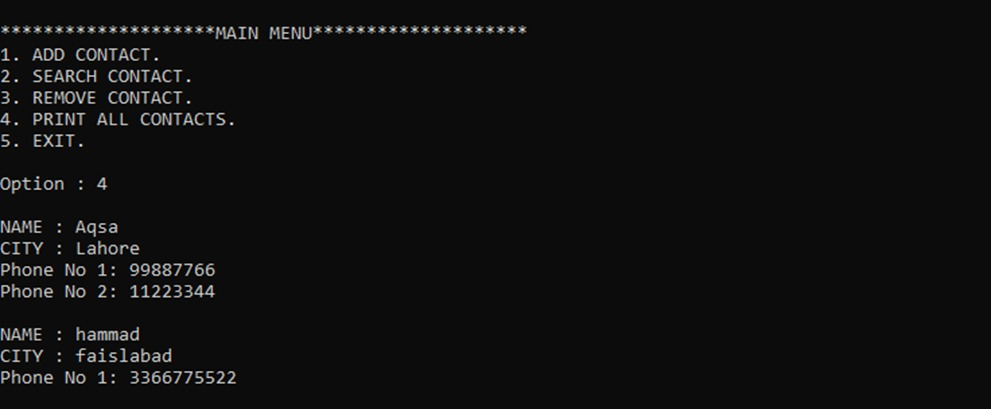 ********************MAIN MENU********************
1. ADD CONTACT.
2. SEARCH CONTACT.
3. REMOVE CONTACT.
4. PRINT ALL CONTACTS.
5. EXIT.
Option : 4
NAME : Aqsa
CITY : Lahore
Phone No 1: 99887766
Phone No 2: 11223344
NAME : hammad
CITY : faislabad
Phone No 1: 3366775522